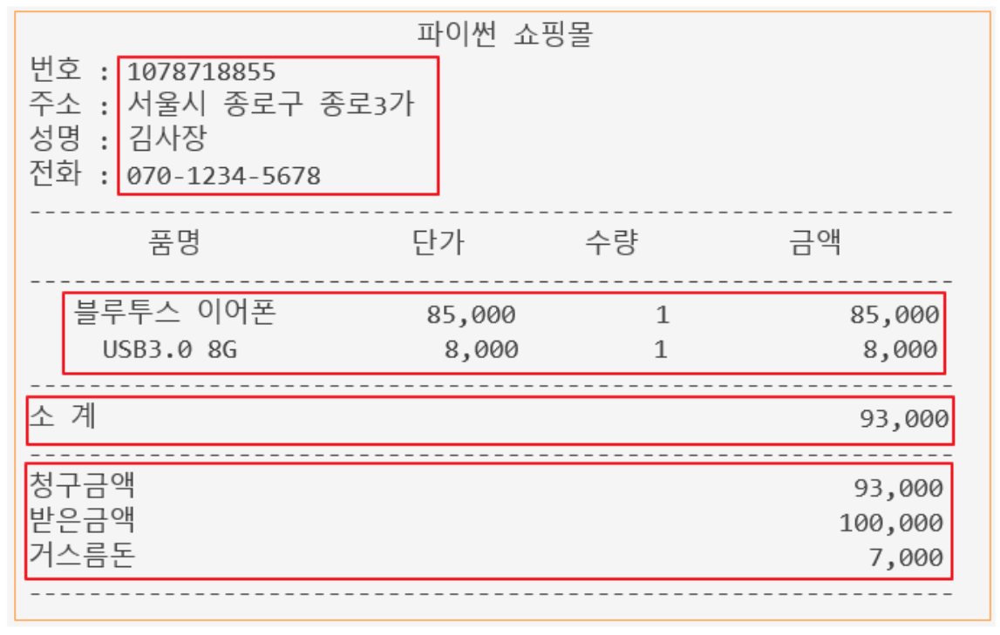 파이썬 쇼핑몰
번호 : 1078718855
주소 : 서울시 종로구 종로3가
성명 : 김사장
전화 : 070-1234-5678
--------------------------------------------------------------
품명 단가 수량 금액
--------------------------------------------------------------
블루투스 이어폰 85,000 1 85,000
USB3.0 8G 8,000 1 8,000
--------------------------------------------------------------
소 계 93,000
--------------------------------------------------------------
청구금액 93,000
받은금액 100,000
거스름돈 7,000
--------------------------------------------------------------